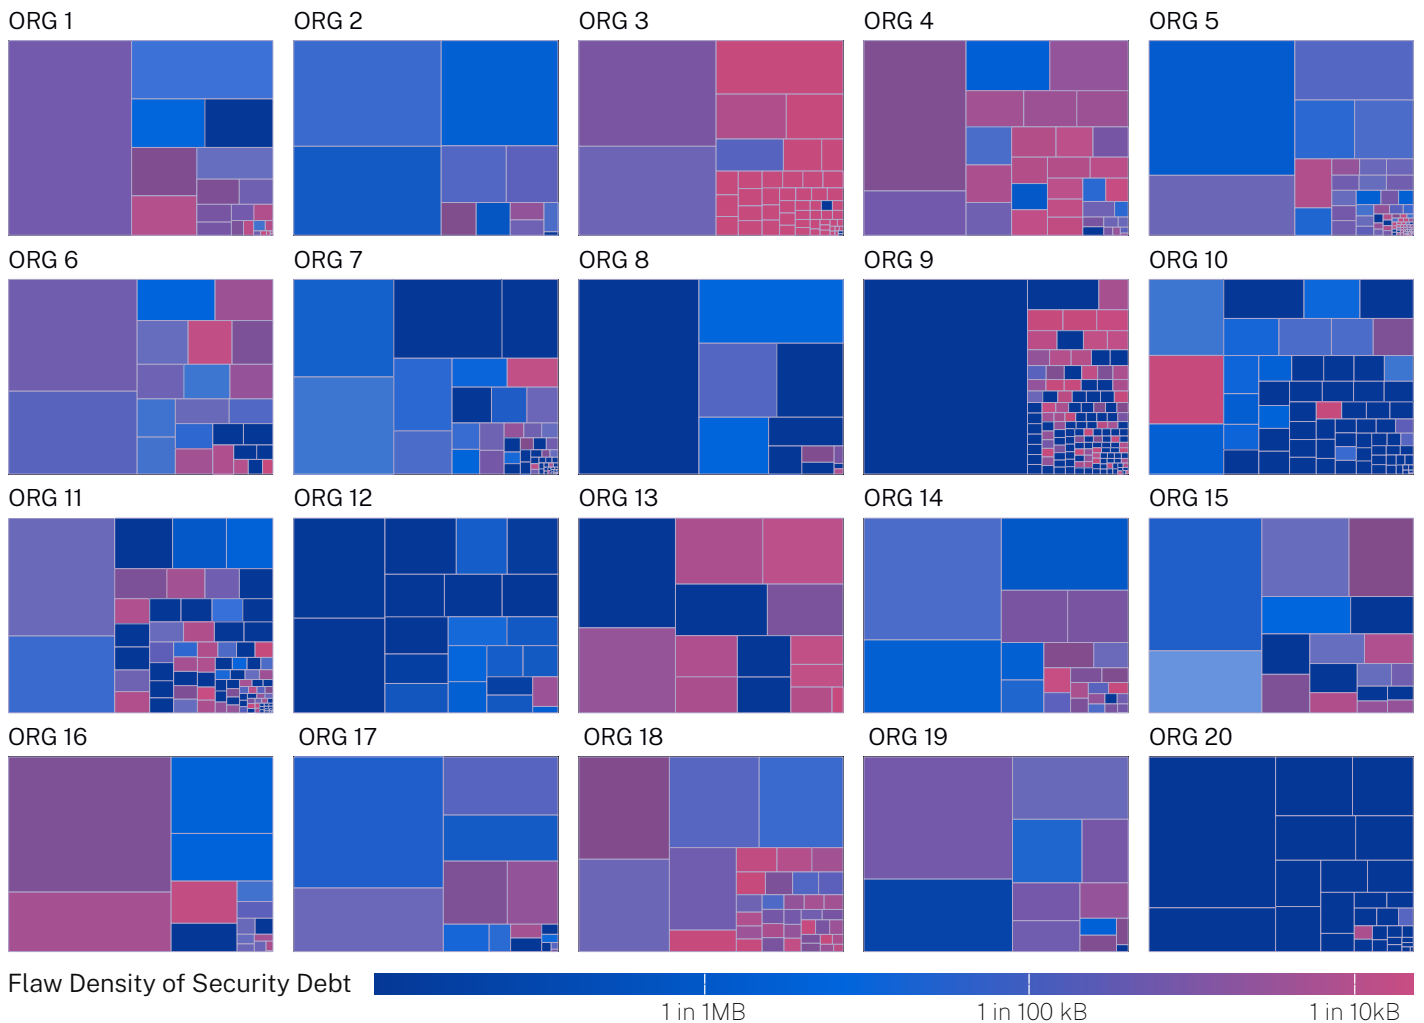 ORG 1
ORG 2
ORG 3
ORG 4
ORG 5
ORG 6
ORG 7
ORG 8
ORG 9
ORG 10
ORG 11
ORG 12
ORG 13
ORG 14
ORG 15
ORG 16
ORG 17
ORG 18
ORG 19
ORG 20
Flaw Density of Security Debt
1 in 1MB
1 in 100 kB
1 in 10kB